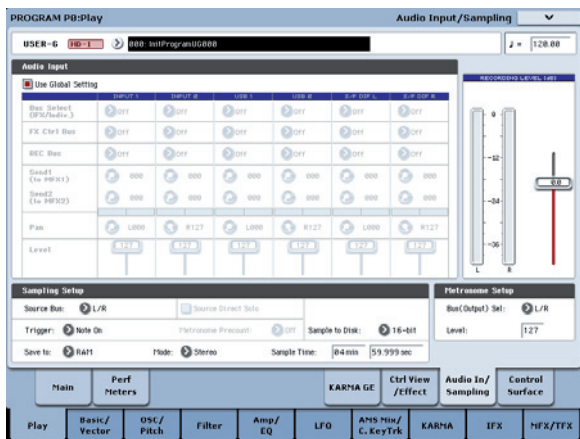 PROGRAM P0:Play Audio Input/Sampling
USER-G HD-1 000: InitProgramUG000 ♩ = 120.00
Audio Input
Use Global Setting
RECORDING LEVEL [dB]
INPUT 1 INPUT 2 USB 1 USB 2 S/P DIF L S/P DIF R
Bus Select
(IFX/Indiv.) Off Off Off Off Off Off
FX Ctrl Bus Off Off Off Off Off Off
REC Bus Off Off Off Off Off Off
Send1
(to MFX1) 000 000 000 000 000 000
Send2
(to MFX2) 000 000 000 000 000 000
Pan L000 R127 L000 R127 L000 R127
Level 127 127 127 127 127 127
0
-12
-24
-36
0.0
L R
Sampling Setup
Source Bus: L/R Source Direct Solo
Trigger: Note On Metronome Precount: Off Sample to Disk: 16-bit
Save to: RAM Mode: Stereo Sample Time: 04 min 59.999 sec
Metronome Setup
Bus(Output) Sel: L/R
Level: 127
Main Perf Meters KARMA GE Ctrl View /Effect Audio In/ Sampling Control Surface
Play Basic/ Vector OSC/ Pitch Filter Amp/ EQ LFO AMS Mix/ C.KeyTrk KARMA IFX MFX/TFX